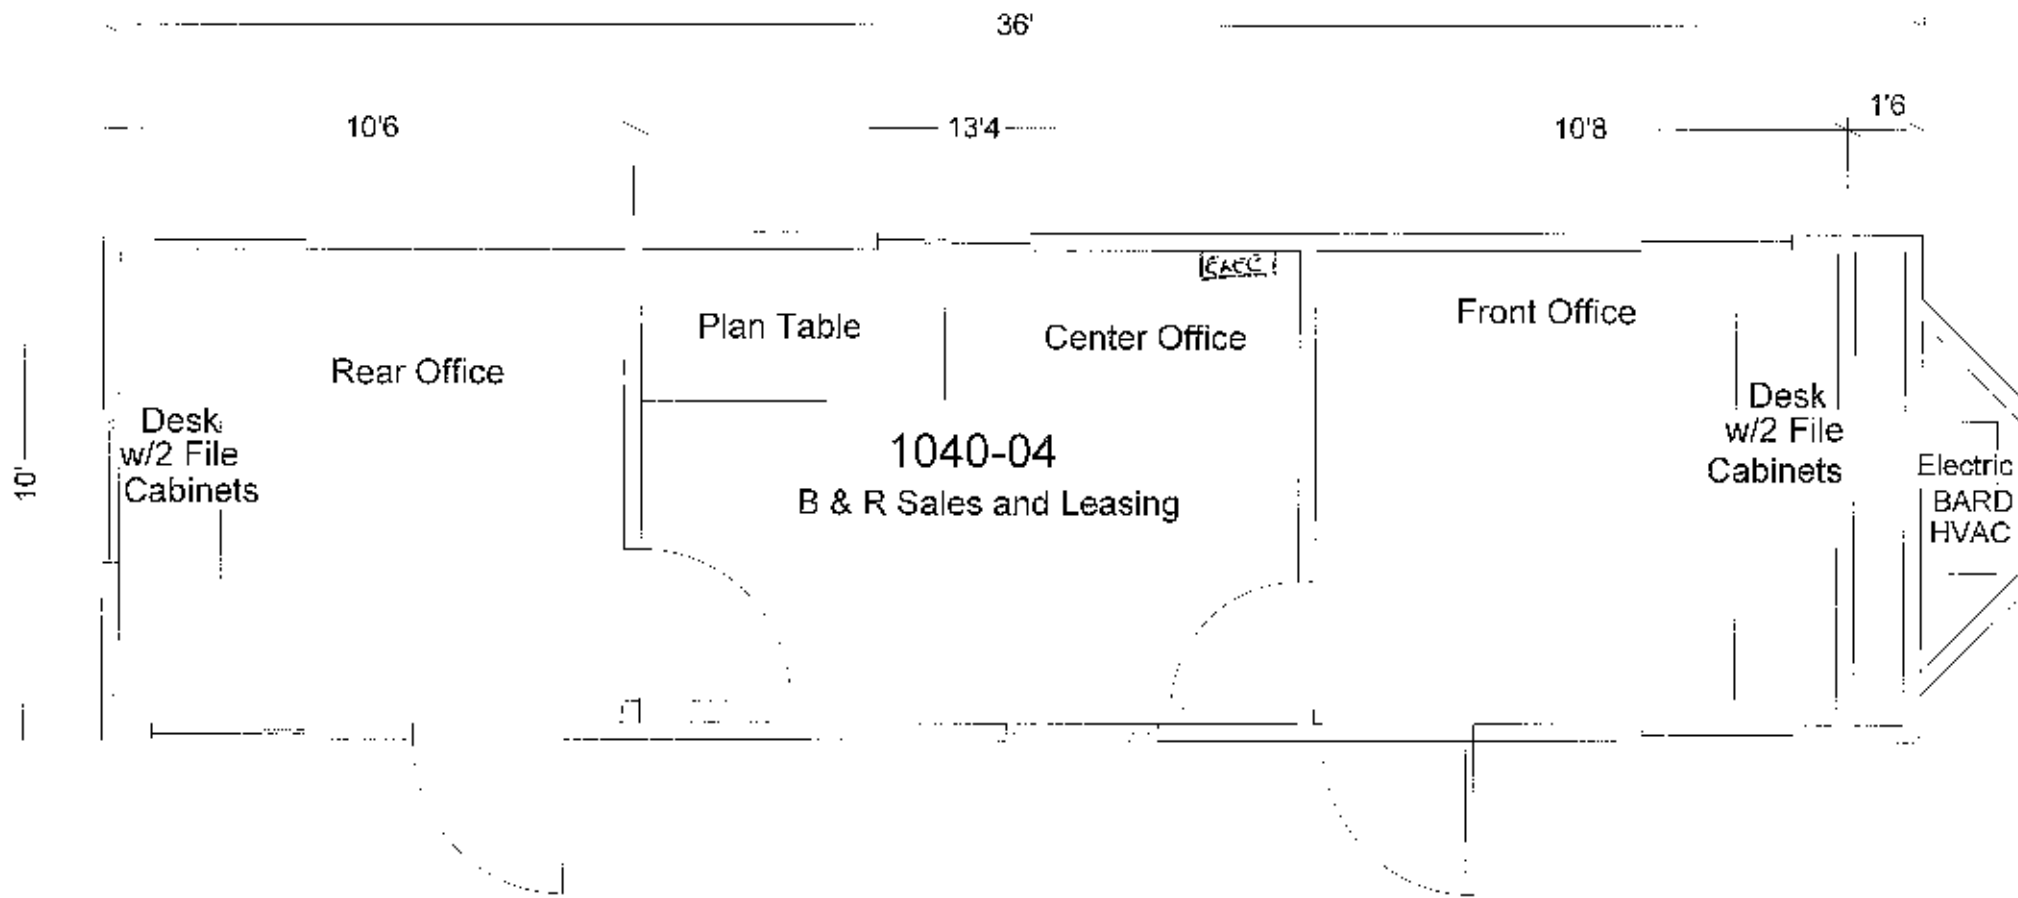 36'
10'6
13'4
10'8
1'6
Plan Table
Center Office
Front Office
Rear Office
Desk
w/2 File
Cabinets
1040-04
B & R Sales and Leasing
Desk
w/2 File
Cabinets
Electric
BARD
HVAC
10'